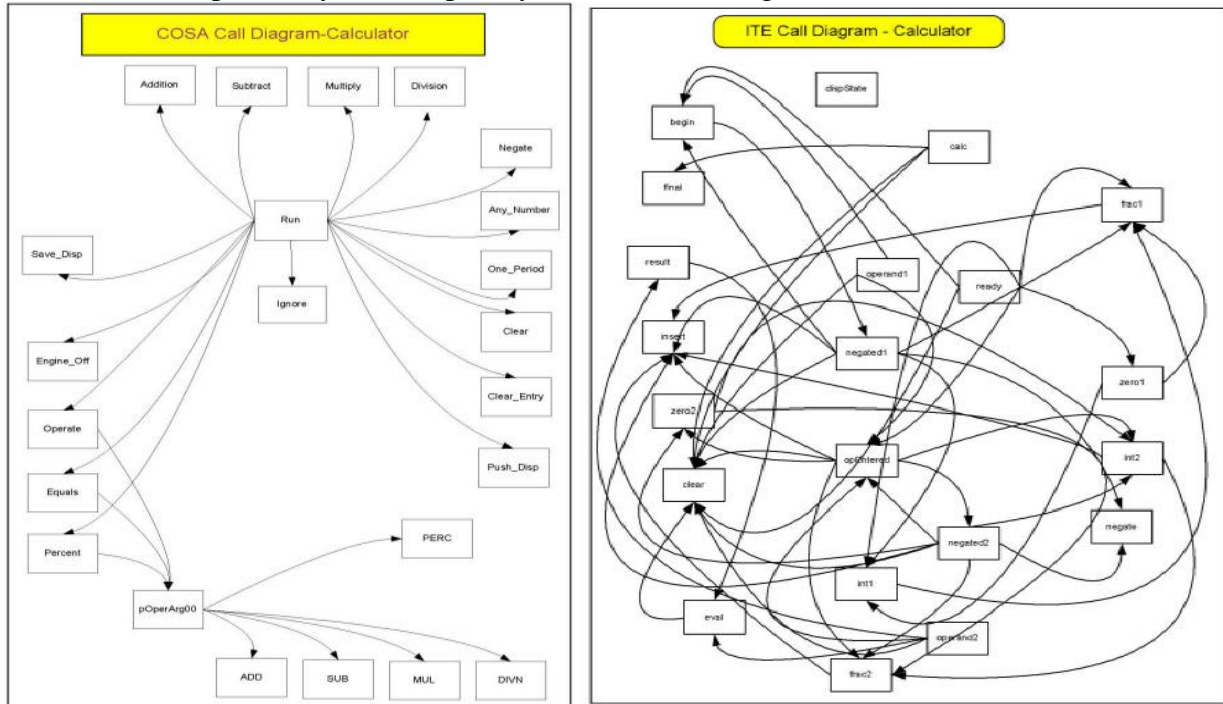 COSA Call Diagram-Calculator
Addition
Subtract
Multiply
Division
Negate
Run
Any_Number
Save_Disp
One_Period
Ignore
Clear
Engine_Off
Clear_Entry
Operate
Push_Disp
Equals
Percent
PERC
pOperArg00
ADD
SUB
MUL
DIVN
ITE Call Diagram - Calculator
dispState
begin
calc
final
frac1
result
operand1
ready
insert
negated1
zero1
zero2
opEntered
int2
clear
negate
negated2
int1
eval
operand2
frac2